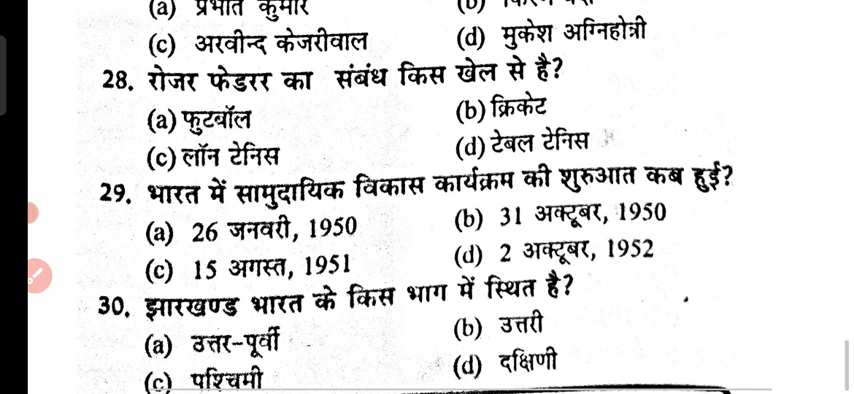 (a) प्रभात कुमार
(c) अरवीन्द केजरीवाल (d) मुकेश अग्निहोत्री
28. रोजर फेडरर का संबंध किस खेल से है?
(a) फुटबॉल (b) क्रिकेट
(c) लॉन टेनिस (d) टेबल टेनिस
29. भारत में सामुदायिक विकास कार्यक्रम की शुरुआत कब हुई?
(a) 26 जनवरी, 1950 (b) 31 अक्टूबर, 1950
(c) 15 अगस्त, 1951 (d) 2 अक्टूबर, 1952
30. झारखण्ड भारत के किस भाग में स्थित है?
(a) उत्तर-पूर्वी (b) उत्तरी
(c) पश्चिमी (d) दक्षिणी